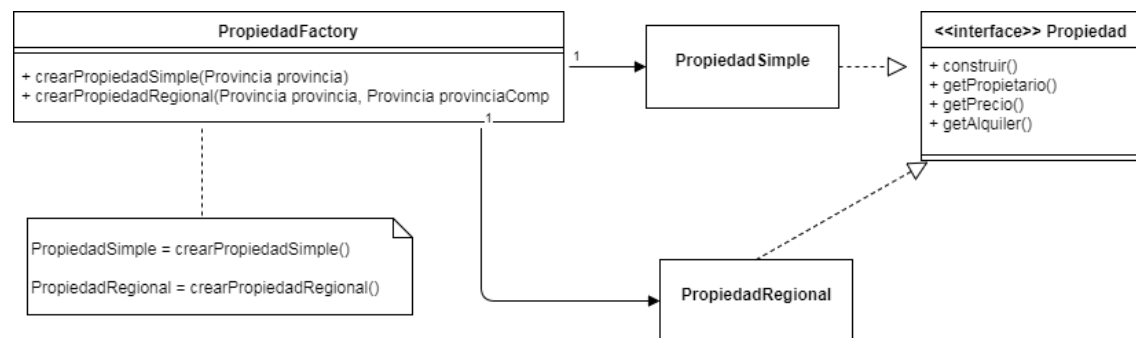 PropiedadFactory
+ crearPropiedadSimple(Provincia provincia)
+ crearPropiedadRegional(Provincia provincia, Provincia provinciaComp
1
1
PropiedadSimple
<<interface>> Propiedad
+ construir()
+ getPropietario()
+ getPrecio()
+ getAlquiler()
PropiedadSimple = crearPropiedadSimple()
PropiedadRegional = crearPropiedadRegional()
PropiedadRegional